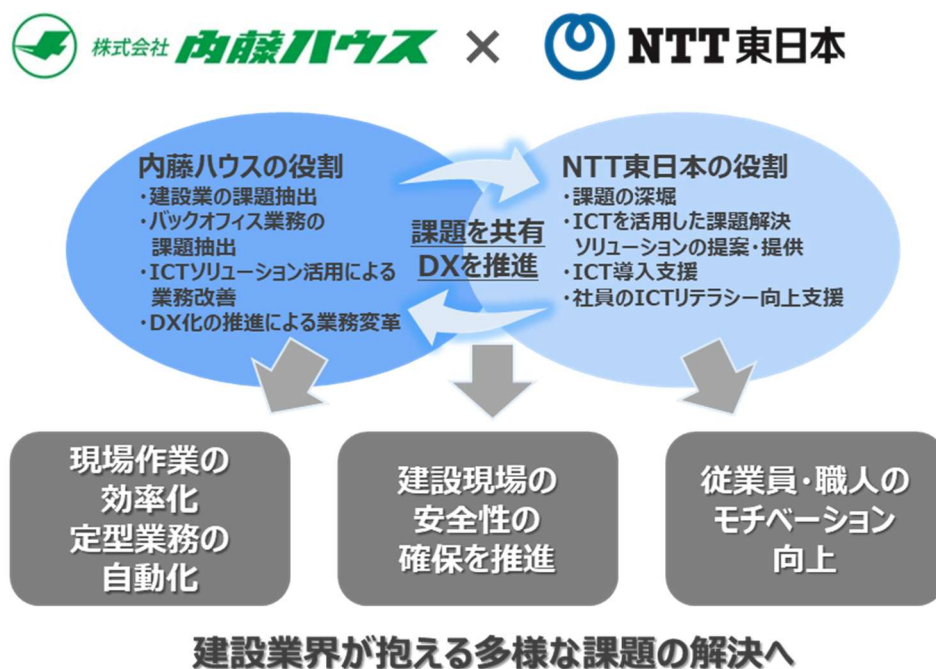 株式会社 内藤ハウス × NTT東日本
内藤ハウスの役割
・建設業の課題抽出
・バックオフィス業務の
課題抽出
・ICTソリューション活用による
業務改善
・DX化の推進による業務変革
課題を共有
DXを推進
NTT東日本の役割
・課題の深堀
・ICTを活用した課題解決
ソリューションの提案・提供
・ICT導入支援
・社員のICTリテラシー向上支援
現場作業の
効率化
定型業務の
自動化
建設現場の
安全性の
確保を推進
従業員・職人の
モチベーション
向上
建設業界が抱える多様な課題の解決へ